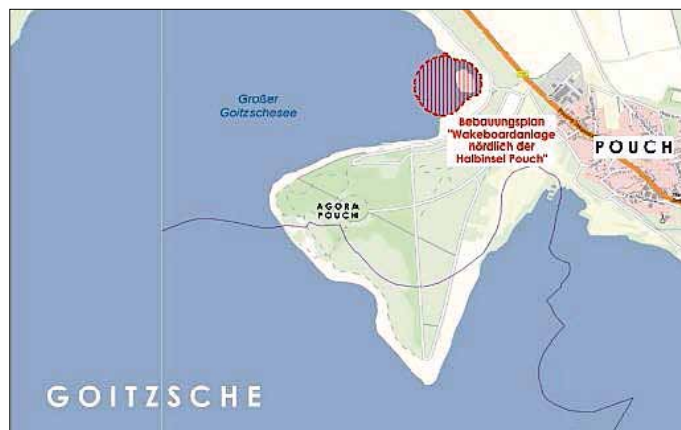 Großer
Goitzschesee
Bebauungsplan
"Wakeboardanlage
nördlich der
Halbinsel Pouch"
POUCH
AGORA
POUCH
GOITZSCHE